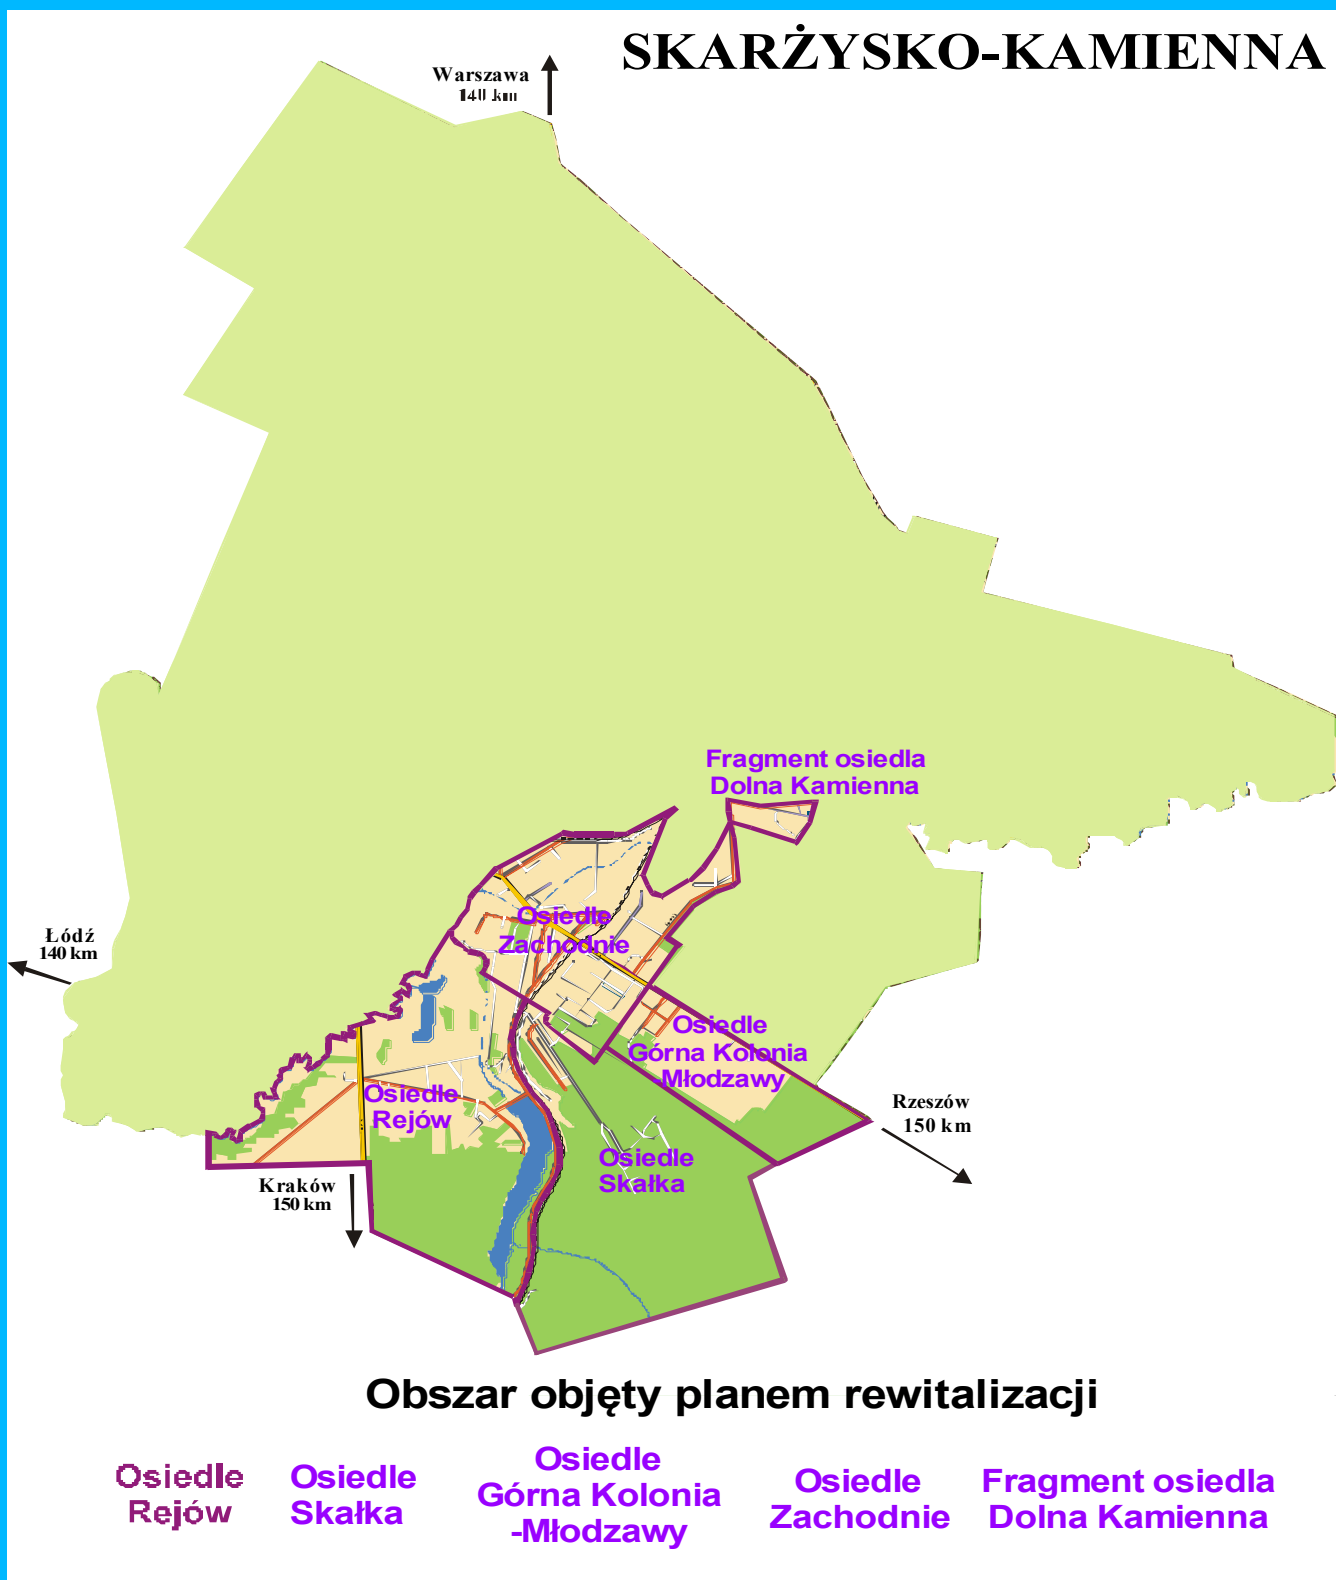 SKARŻYSKO-KAMIENNA
Warszawa
140 km
Fragment osiedla
Dolna Kamienna
Osiedle
Zachodnie
Łódź
140 km
Osiedle
Górna Kolonia
-Młodzawy
Osiedle
Rejów
Rzeszów
150 km
Osiedle
Skałka
Kraków
150 km
Obszar objęty planem rewitalizacji
Osiedle
Rejów
Osiedle
Skałka
Osiedle
Górna Kolonia
-Młodzawy
Osiedle
Zachodnie
Fragment osiedla
Dolna Kamienna